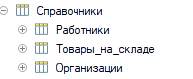 Справочники
Работники
Товары_на_складе
Организации